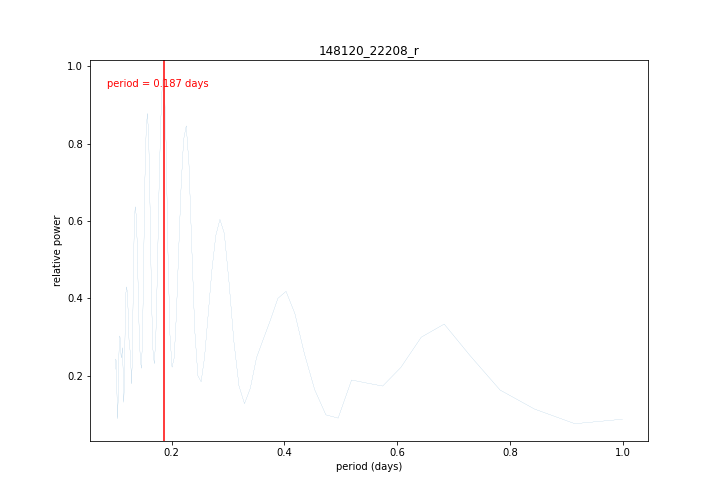 148120_22208_r
period = 0.187 days
1.0
0.8
0.6
0.4
0.2
relative power
0.2 0.4 0.6 0.8 1.0
period (days)